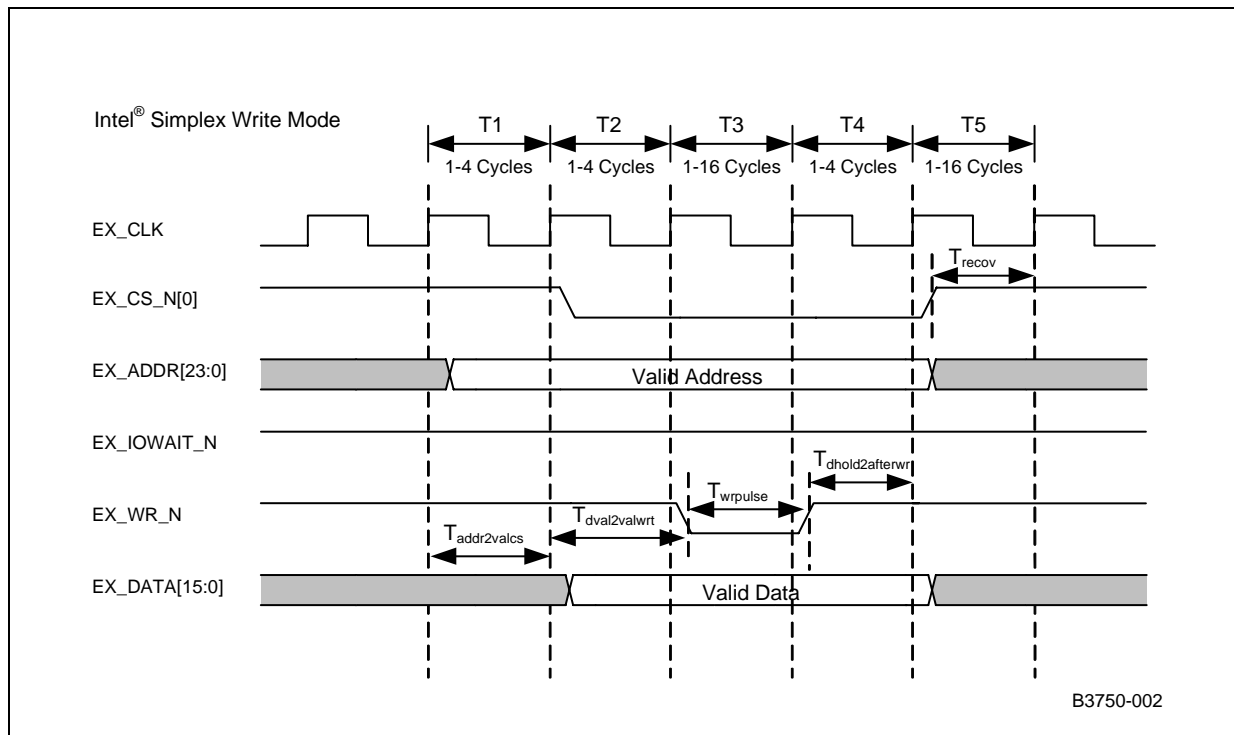 Intel® Simplex Write Mode
T1 T2 T3 T4 T5
1-4 Cycles 1-4 Cycles 1-16 Cycles 1-4 Cycles 1-16 Cycles
EX_CLK
Trecov
EX_CS_N[0]
EX_ADDR[23:0]
Valid Address
EX_IOWAIT_N
Tdhold2afterwr
Twrpulse
EX_WR_N
Tdval2valwrt
Taddr2valcs
EX_DATA[15:0]
Valid Data
B3750-002